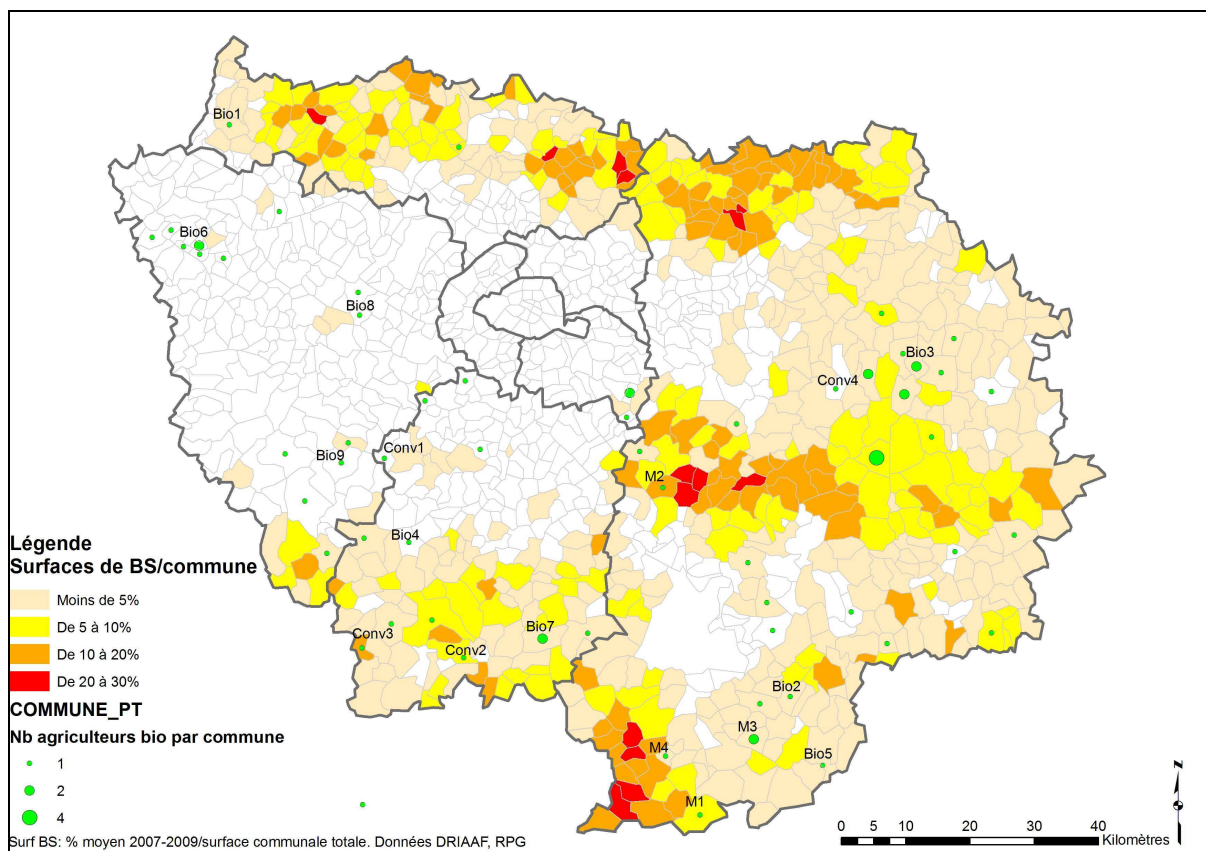 Bio1
Bio6
Bio8
Bio3
Conv4
Bio9
Conv1
M2
Bio4
Légende
Surfaces de BS/commune
Moins de 5%
De 5 à 10%
De 10 à 20%
De 20 à 30%
Conv3
Bio7
Conv2
Bio2
M3
M4
Bio5
M1
COMMUNE_PT
Nb agriculteurs bio par commune
1
2
4
Z
0 5 10 20 30 40
Kilomètres
Surf BS: % moyen 2007-2009/surface communale totale. Données DRIAAF, RPG